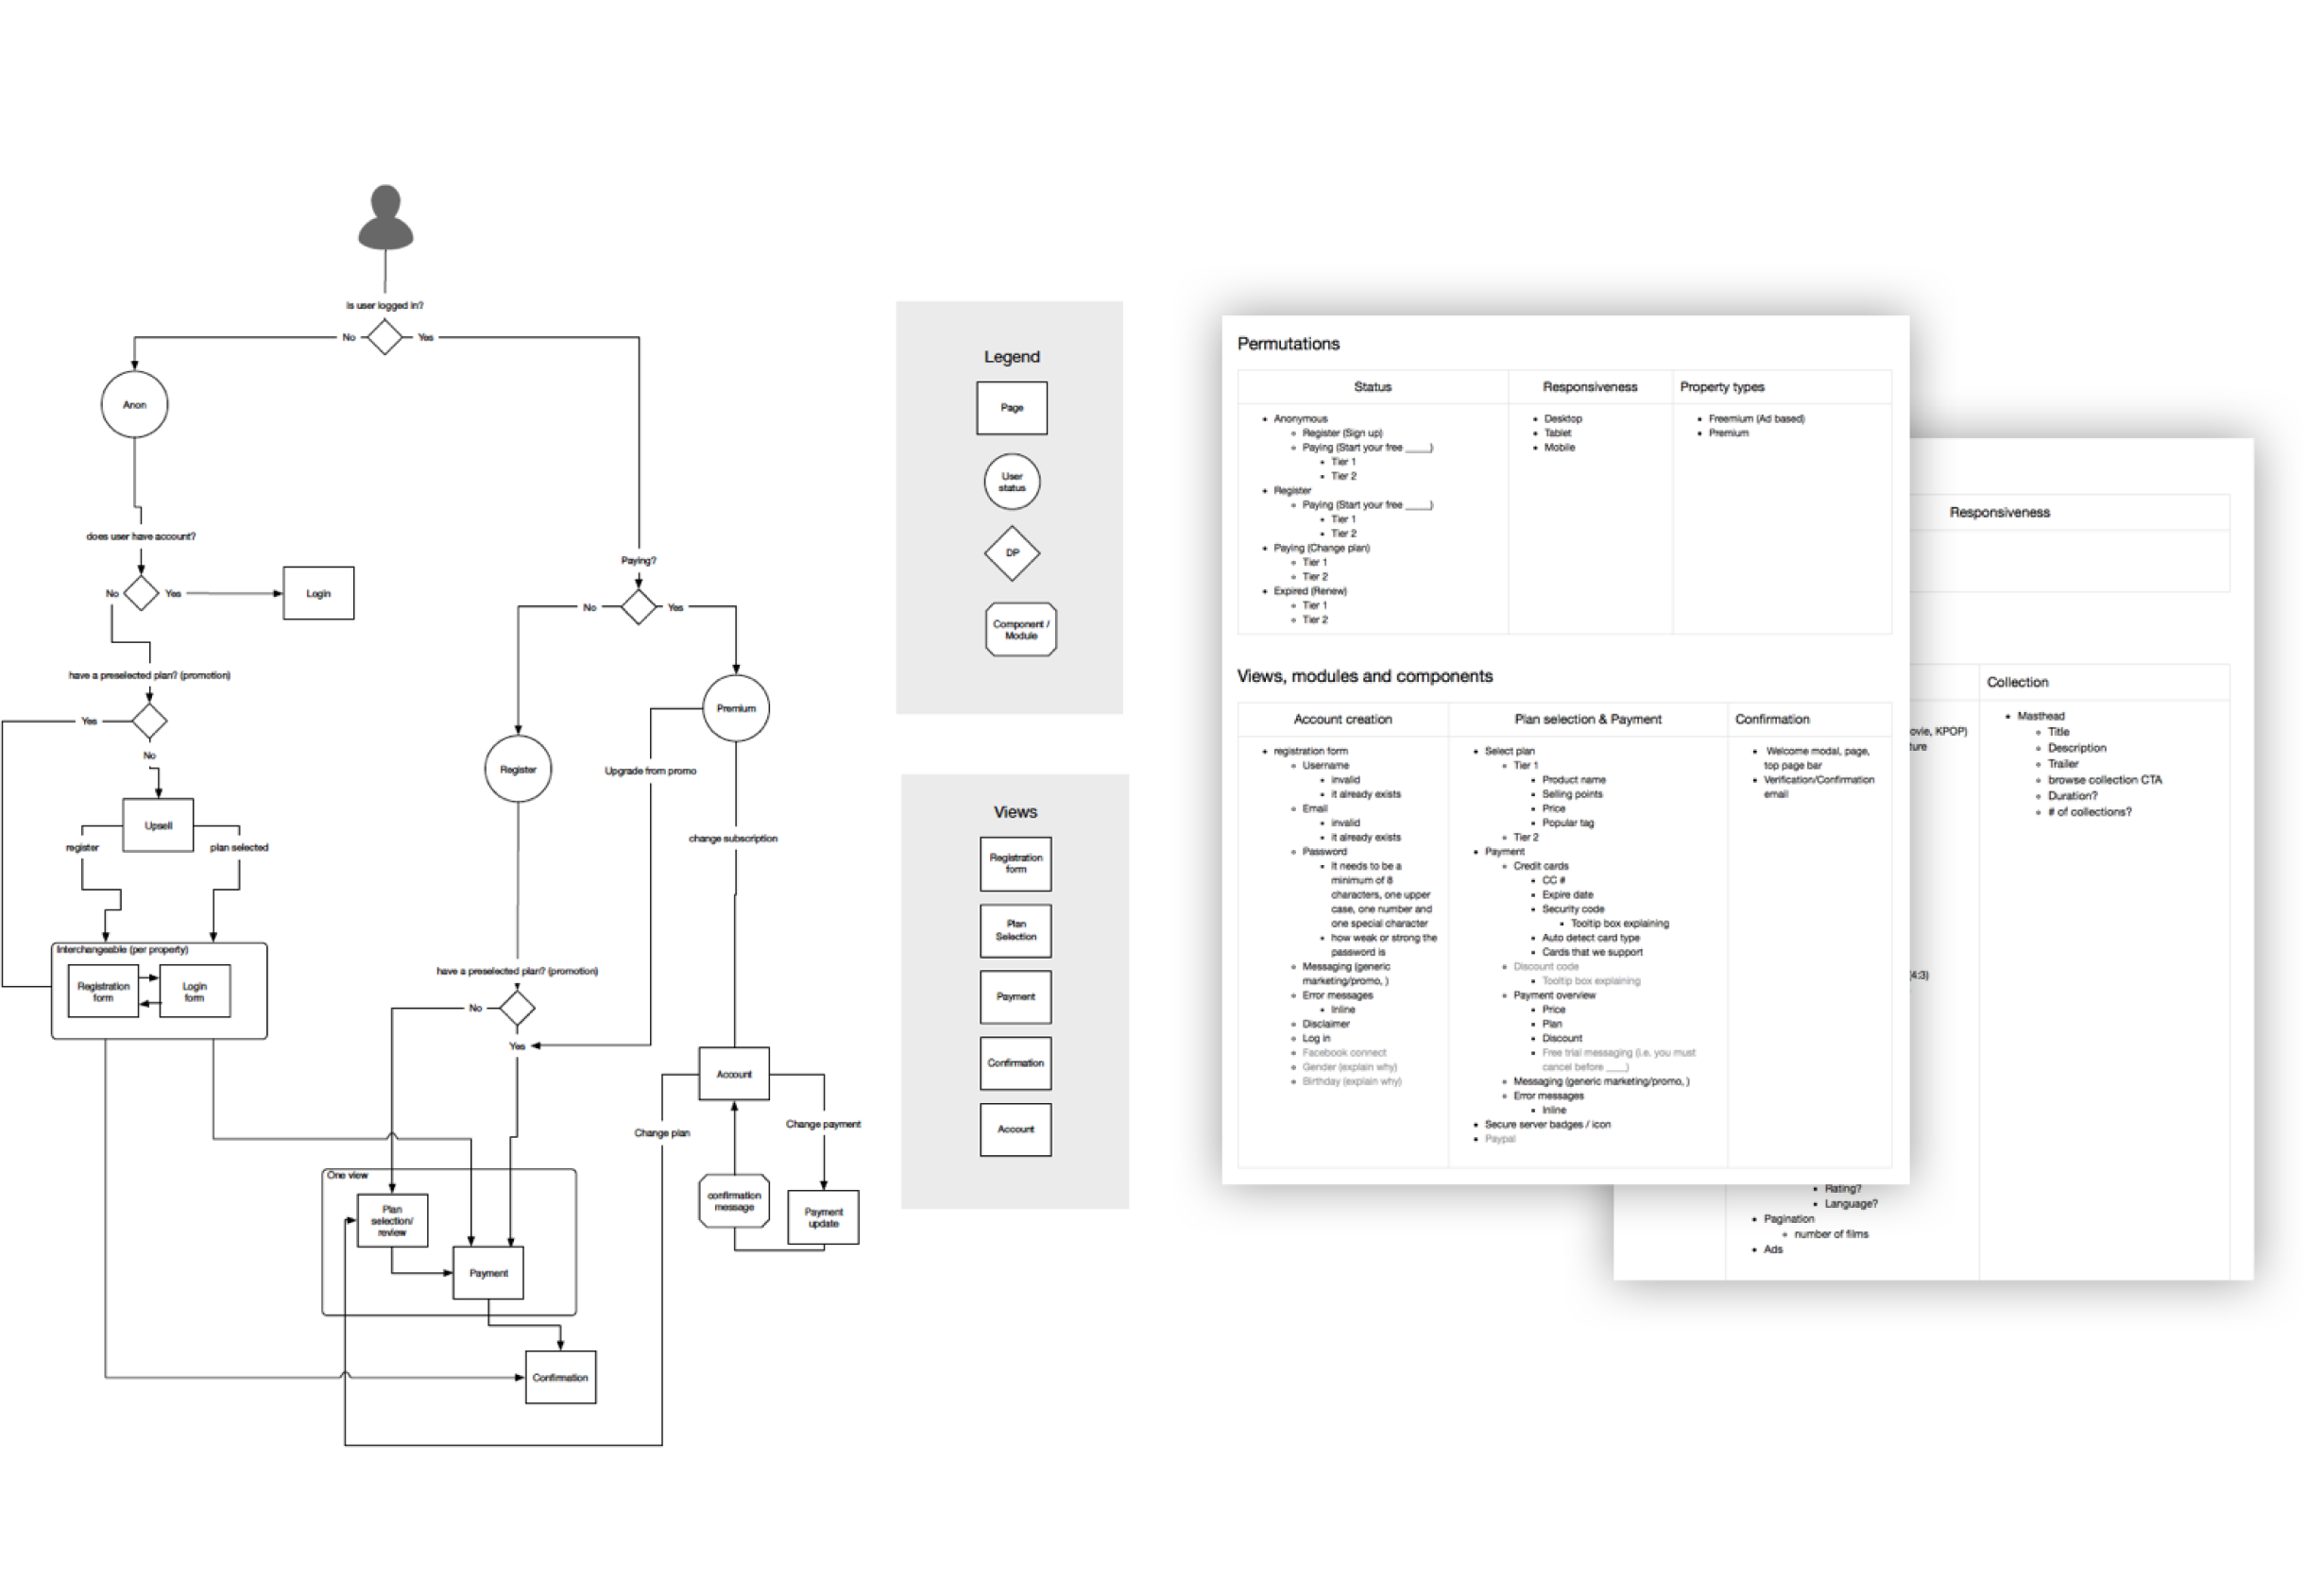 Is user logged in?
No
Yes
Anon
does user have account?
No
Yes
Login
have a preselected plan? (promotion)
Yes
No
Upsell
register
plan selected
Interchangeable (per property)
Registration
form
Login
form
Paying?
No
Yes
Premium
Register
Upgrade from promo
change subscription
have a preselected plan? (promotion)
No
Yes
Account
Change plan
Change payment
confirmation
message
Payment
update
One view
Plan
selection/
review
Payment
Confirmation
Legend
Page
User
status
DP
Component /
Module
Views
Registration
form
Plan
Selection
Payment
Confirmation
Account
Permutations
Status
Responsiveness
Property types
• Anonymous
◦ Register (Sign up)
◦ Paying (Start your free ____)
▪ Tier 1
▪ Tier 2
• Register
◦ Paying (Start your free ____)
▪ Tier 1
▪ Tier 2
• Paying (Change plan)
◦ Tier 1
◦ Tier 2
• Expired (Renew)
◦ Tier 1
◦ Tier 2
• Desktop
• Tablet
• Mobile
• Freemium (Ad based)
• Premium
Views, modules and components
Account creation
Plan selection & Payment
Confirmation
• registration form
◦ Username
▪ invalid
▪ it already exists
◦ Email
▪ invalid
▪ it already exists
◦ Password
▪ It needs to be a
minimum of 8
characters, one upper
case, one number and
one special character
▪ how weak or strong the
password is
◦ Messaging (generic
marketing/promo, )
◦ Error messages
▪ Inline
◦ Disclaimer
◦ Log in
◦ Facebook connect
◦ Gender (explain why)
◦ Birthday (explain why)
• Select plan
◦ Tier 1
▪ Product name
▪ Selling points
▪ Price
▪ Popular tag
◦ Tier 2
• Payment
◦ Credit cards
▪ CC #
▪ Expire date
▪ Security code
▪ Tooltip box explaining
▪ Auto detect card type
▪ Cards that we support
◦ Discount code
▪ Tooltip box explaining
◦ Payment overview
▪ Price
▪ Plan
▪ Discount
▪ Free trial messaging (i.e. you must
cancel before ____)
◦ Messaging (generic marketing/promo, )
◦ Error messages
▪ Inline
• Secure server badges / icon
• Paypal
• Welcome modal, page,
top page bar
• Verification/Confirmation
email
Responsiveness
Collection
KPOP)
(4:3)
• Masthead
◦ Title
◦ Description
◦ Trailer
◦ browse collection CTA
◦ Duration?
◦ # of collections?
▪ Rating?
▪ Language?
• Pagination
◦ number of films
• Ads